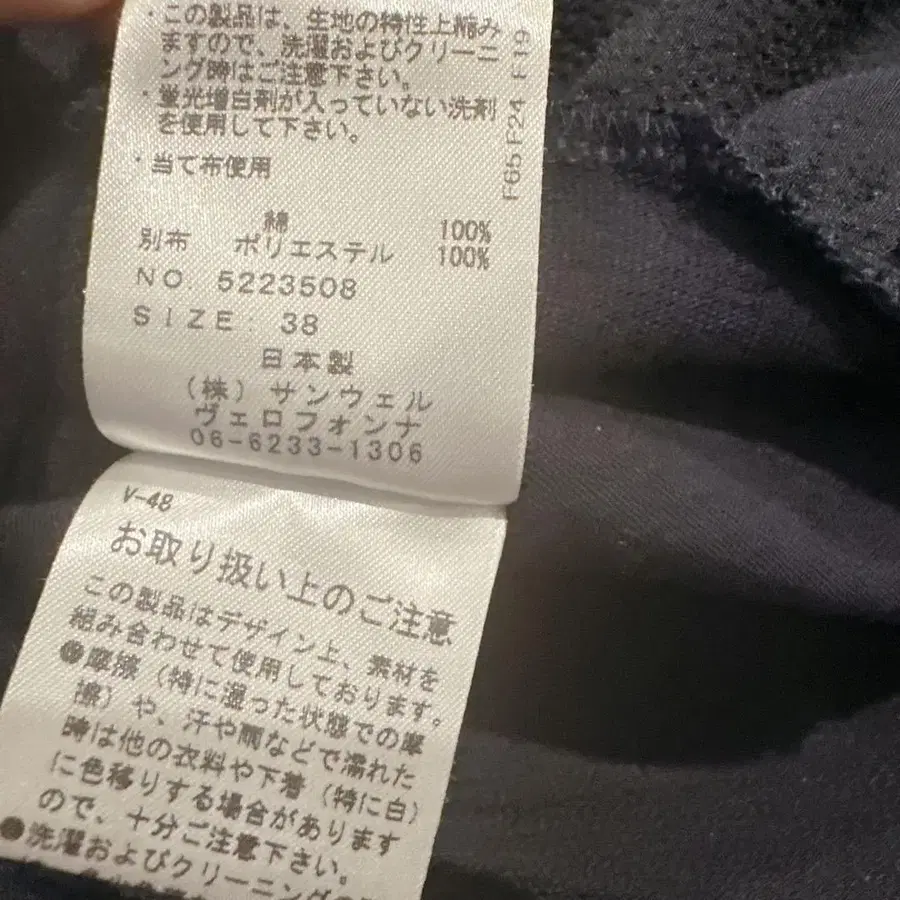 ・この製品は、生地の特性上縮み
ますので、洗濯およびクリーニ
ング時はご注意下さい。
・蛍光増白剤が入っていない洗剤
を使用して下さい。
・当て布使用
綿 100%
別布 ポリエステル 100%
NO. 5223508
SIZE: 38
日本製
(株) サンウェル
ヴェロフォンナ
06-6233-1306
F65 F24 F19
V-48
お取り扱い上のご注意
この製品はデザイン上、素材を
組み合わせて使用しております。
●摩擦（特に湿った状態での摩
擦）や、汗や雨などで濡れた
時は他の衣料や下着（特に白）
に色移りする場合があります
ので、十分ご注意下さい。
●洗濯およびクリーニングの